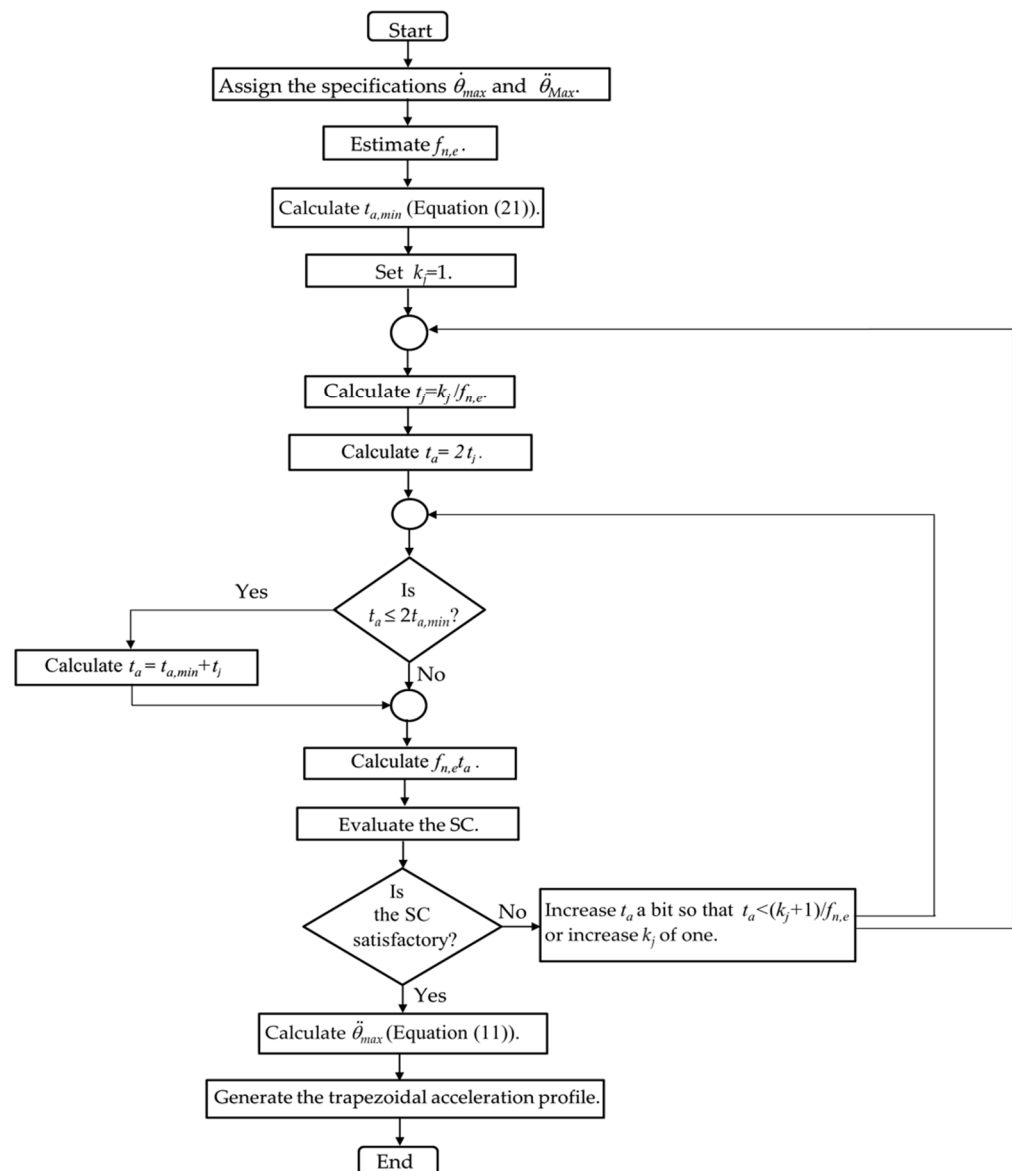 Start
Assign the specifications θ̇max and θ̈Max.
Estimate fn,e.
Calculate ta,min (Equation (21)).
Set kj=1.
Calculate tj=kj/fn,e.
Calculate ta= 2tj.
Is
ta ≤ 2ta,min?
Yes
Calculate ta= ta,min+tj
No
Calculate fn,eta.
Evaluate the SC.
Is
the SC
satisfactory?
No
Increase ta a bit so that ta<(kj+1)/fn,e
or increase kj of one.
Yes
Calculate θ̈max (Equation (11)).
Generate the trapezoidal acceleration profile.
End